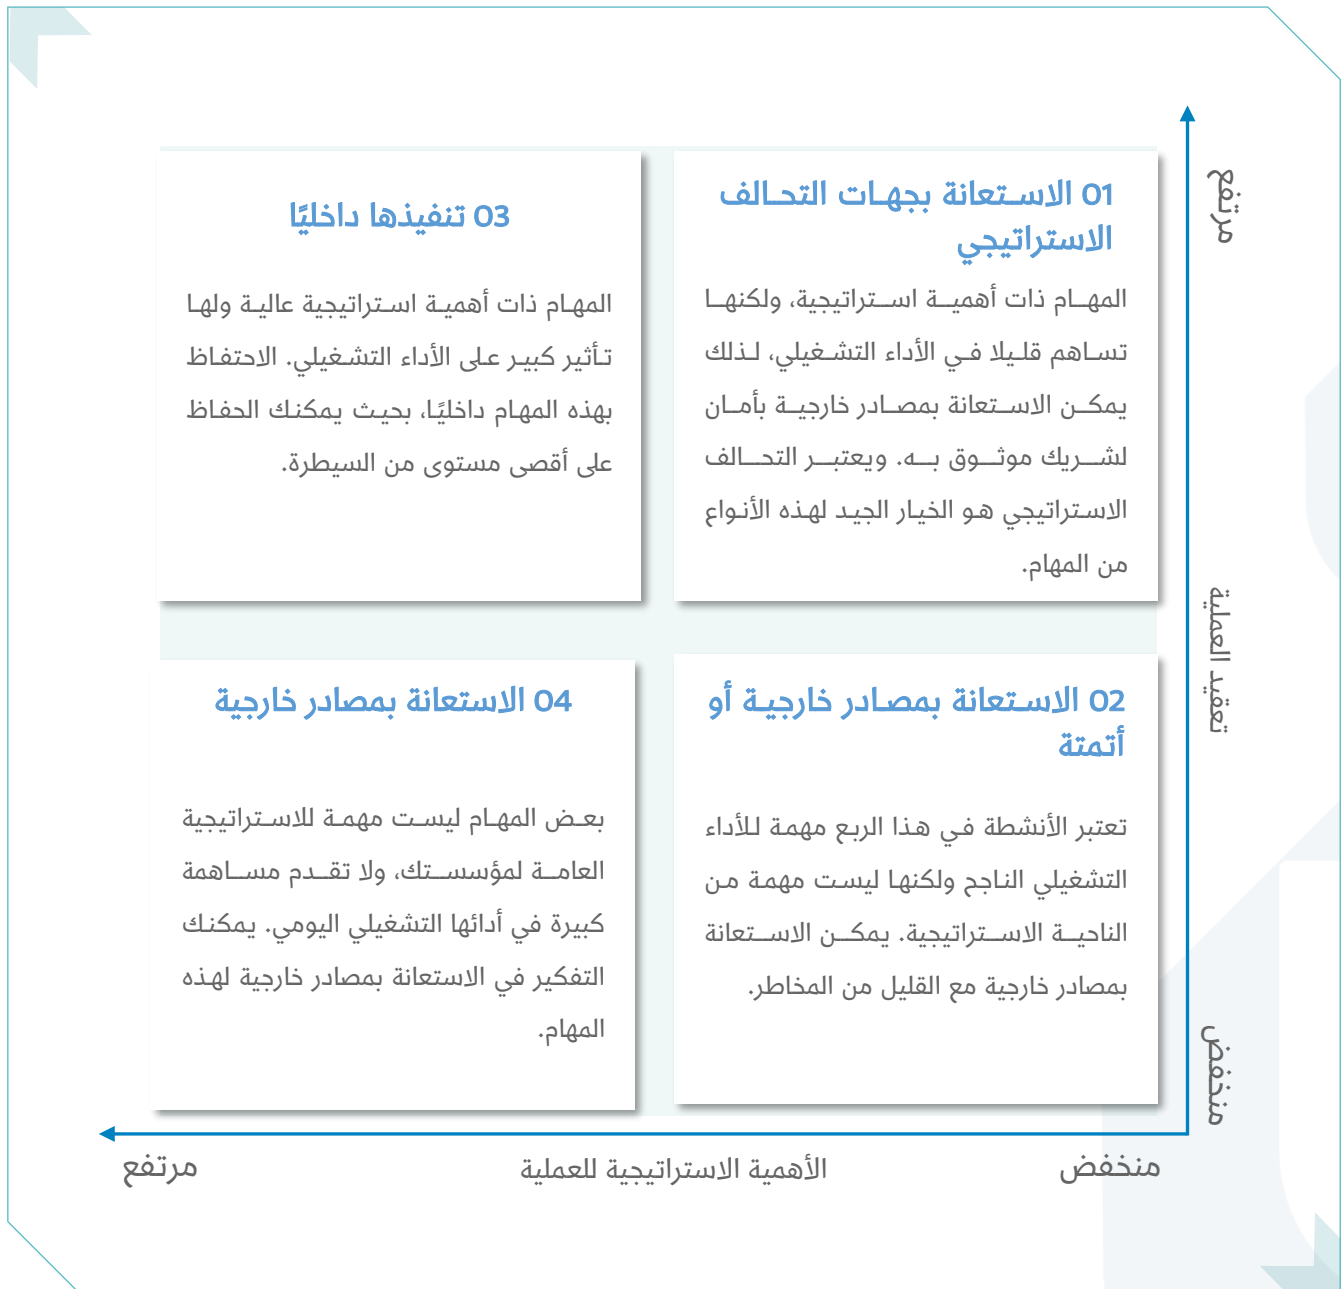 01 الاستعانة بجهات التحالف
الاستراتيجي
المهام ذات أهمية استراتيجية، ولكنها
تساهم قليلا في الأداء التشغيلي، لذلك
يمكن الاستعانة بمصادر خارجية بأمان
لشريك موثوق به. ويعتبر التحالف
الاستراتيجي هو الخيار الجيد لهذه الأنواع
من المهام.
03 تنفيذها داخليًا
المهام ذات أهمية استراتيجية عالية ولها
تأثير كبير على الأداء التشغيلي. الاحتفاظ
بهذه المهام داخليًا، بحيث يمكنك الحفاظ
على أقصى مستوى من السيطرة.
02 الاستعانة بمصادر خارجية أو
أتمتة
تعتبر الأنشطة في هذا الربع مهمة للأداء
التشغيلي الناجح ولكنها ليست مهمة من
الناحية الاستراتيجية. يمكن الاستعانة
بمصادر خارجية مع القليل من المخاطر.
04 الاستعانة بمصادر خارجية
بعض المهام ليست مهمة للاستراتيجية
العامة لمؤسستك، ولا تقدم مساهمة
كبيرة في أدائها التشغيلي اليومي. يمكنك
التفكير في الاستعانة بمصادر خارجية لهذه
المهام.
مرتفع
تعقيد العملية
منخفض
منخفض
الأهمية الاستراتيجية للعملية
مرتفع